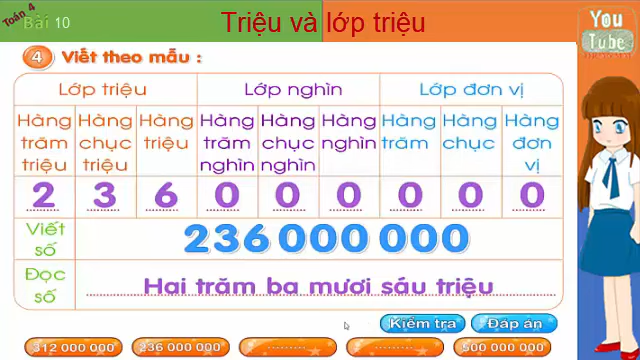 Toán 4
Bài 10
Triệu và lớp triệu
You
Tube
4 Viết theo mẫu :
Lớp triệu Lớp nghìn Lớp đơn vị
Hàng trăm triệu
Hàng chục triệu
Hàng triệu
Hàng trăm nghìn
Hàng chục nghìn
Hàng nghìn
Hàng trăm
Hàng chục
Hàng đơn vị
2 3 6 0 0 0 0 0 0
Viết số
236 000 000
Đọc số
Hai trăm ba mươi sáu triệu
Kiểm tra Đáp án
312 000 000 236 000 000 .......... .......... 500 000 000